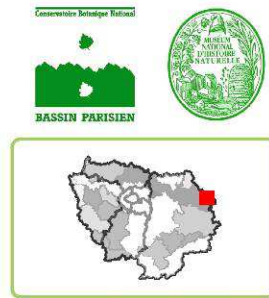 Conservatoire Botanique National
BASSIN PARISIEN
MUSEUM
NATIONAL
D'HISTOIRE
NATURELLE